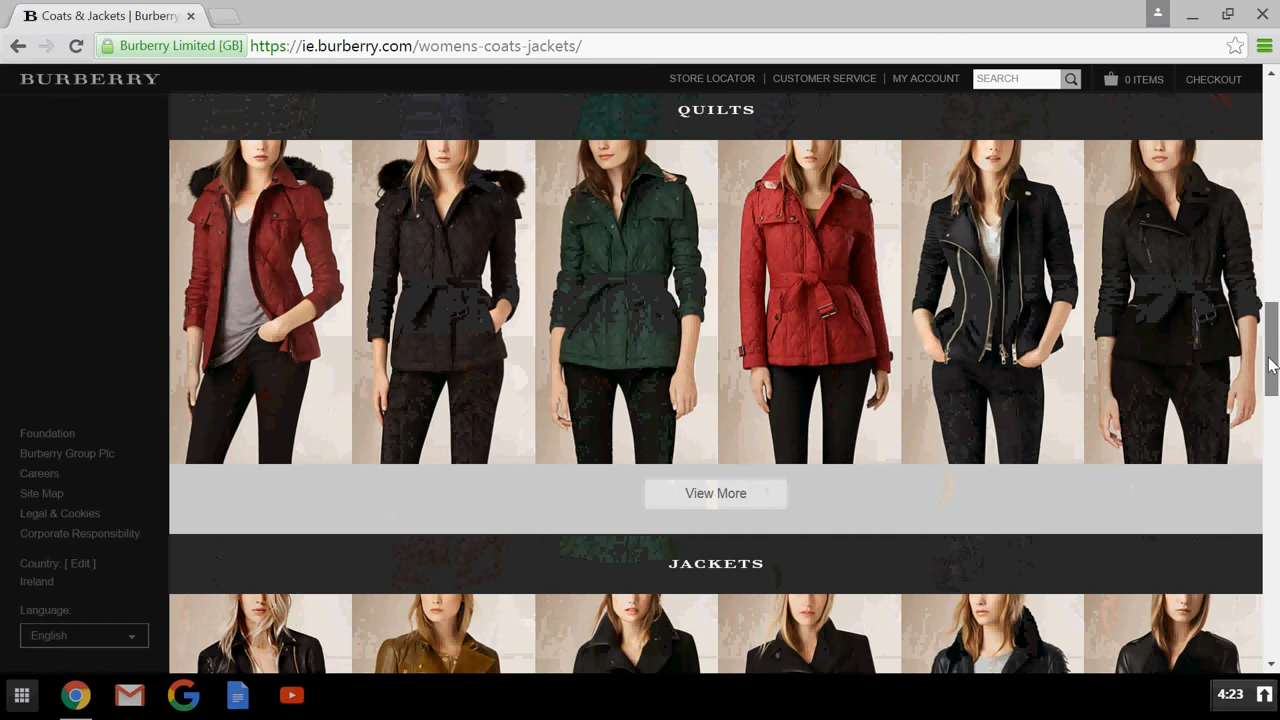 B Coats & Jackets | Burberry
Burberry Limited [GB] https://ie.burberry.com/womens-coats-jackets/
BURBERRY
STORE LOCATOR | CUSTOMER SERVICE | MY ACCOUNT SEARCH 0 ITEMS CHECKOUT
QUILTS
View More
JACKETS
Foundation
Burberry Group Plc
Careers
Site Map
Legal & Cookies
Corporate Responsibility
Country: [ Edit ]
Ireland
Language:
English
4:23